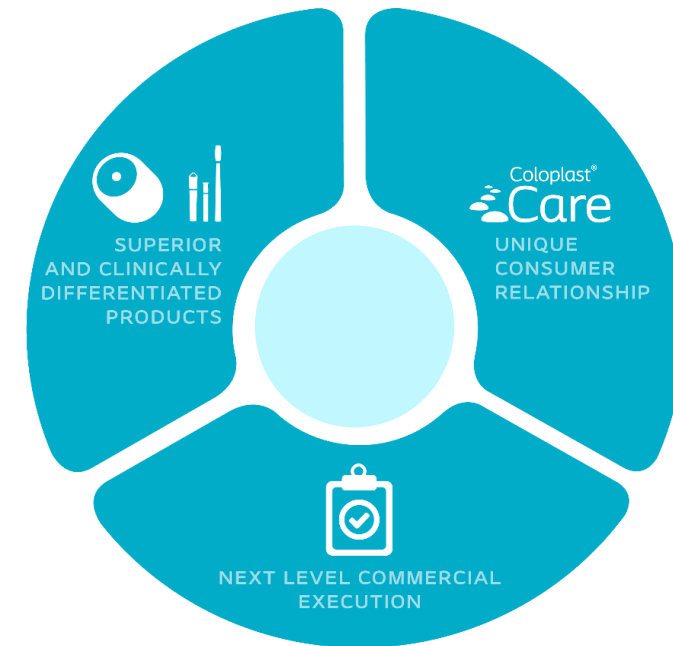 SUPERIOR
AND CLINICALLY
DIFFERENTIATED
PRODUCTS
Coloplast®
Care
UNIQUE
CONSUMER
RELATIONSHIP
NEXT LEVEL COMMERCIAL
EXECUTION